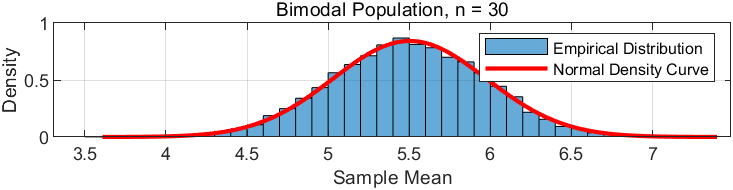 Bimodal Population, n = 30
Density
1
0.5
0
Empirical Distribution
Normal Density Curve
3.5 4 4.5 5 5.5 6 6.5 7
Sample Mean